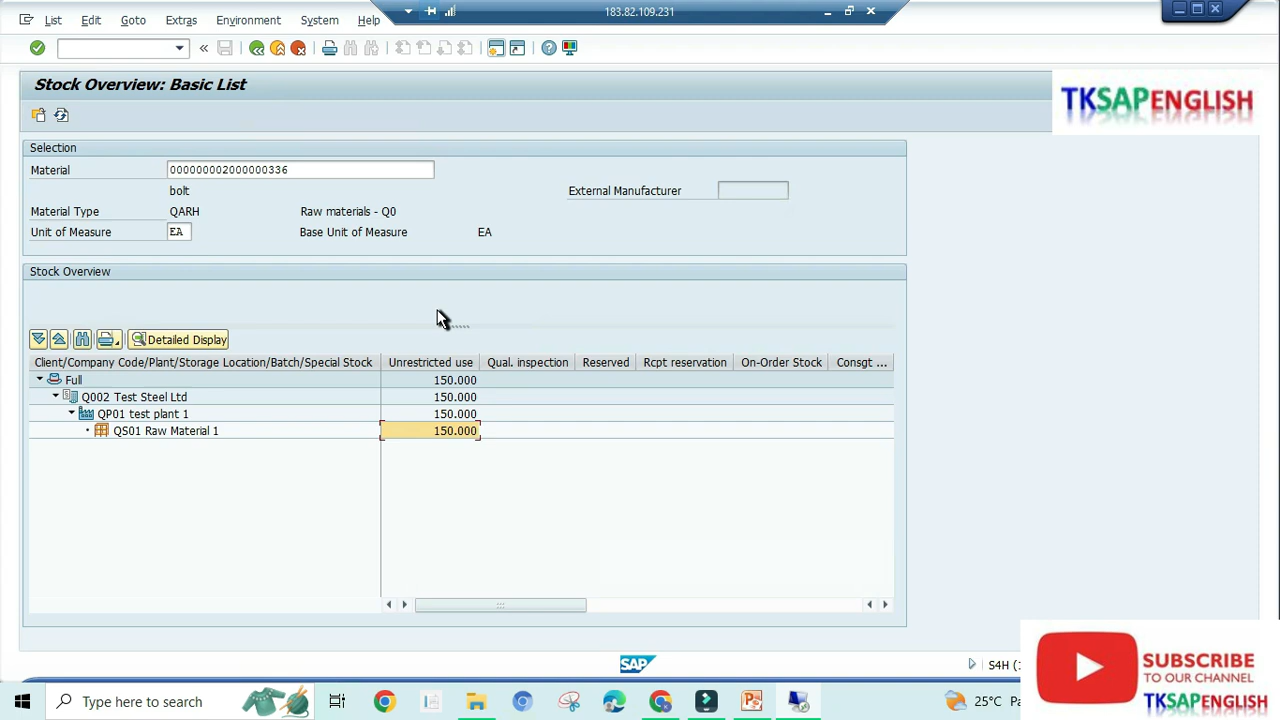 List Edit Goto Extras Environment System Help
183.82.109.231
Stock Overview: Basic List
TKSAPENGLISH
Selection
Material 000000002000000336
bolt
External Manufacturer
Material Type QARH Raw materials - Q0
Unit of Measure EA Base Unit of Measure EA
Stock Overview
Detailed Display
Client/Company Code/Plant/Storage Location/Batch/Special Stock Unrestricted use Qual. inspection Reserved Rcpt reservation On-Order Stock Consgt ...
Full 150.000
Q002 Test Steel Ltd 150.000
QP01 test plant 1 150.000
QS01 Raw Material 1 150.000
SAP
S4H (
SUBSCRIBE
TO OUR CHANNEL
TKSAPENGLISH
Type here to search
25°C